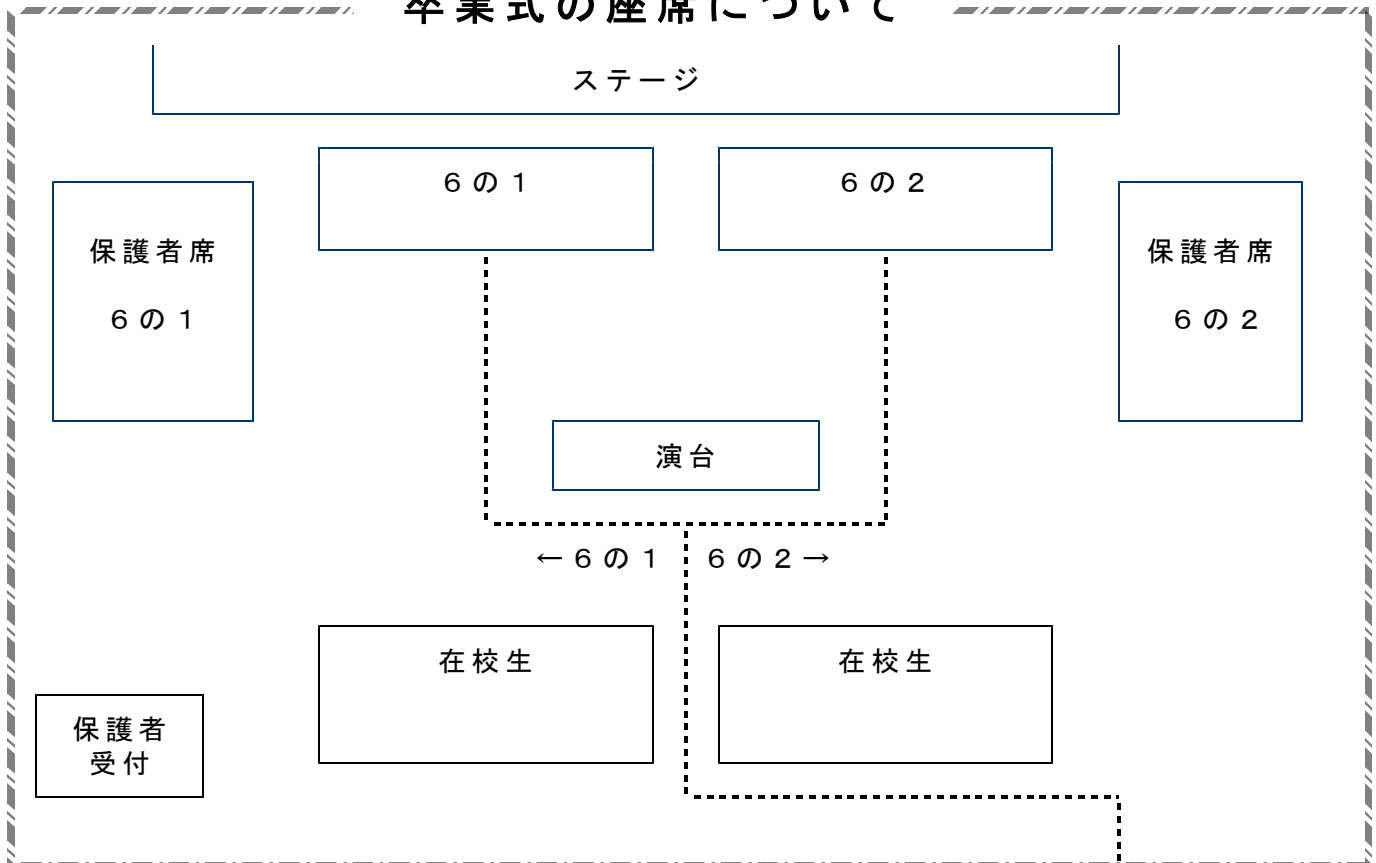 卒業式の座席について
ステージ
６の１
６の２
保護者席
６の１
保護者席
６の２
演台
←６の１
６の２→
在校生
在校生
保護者
受付